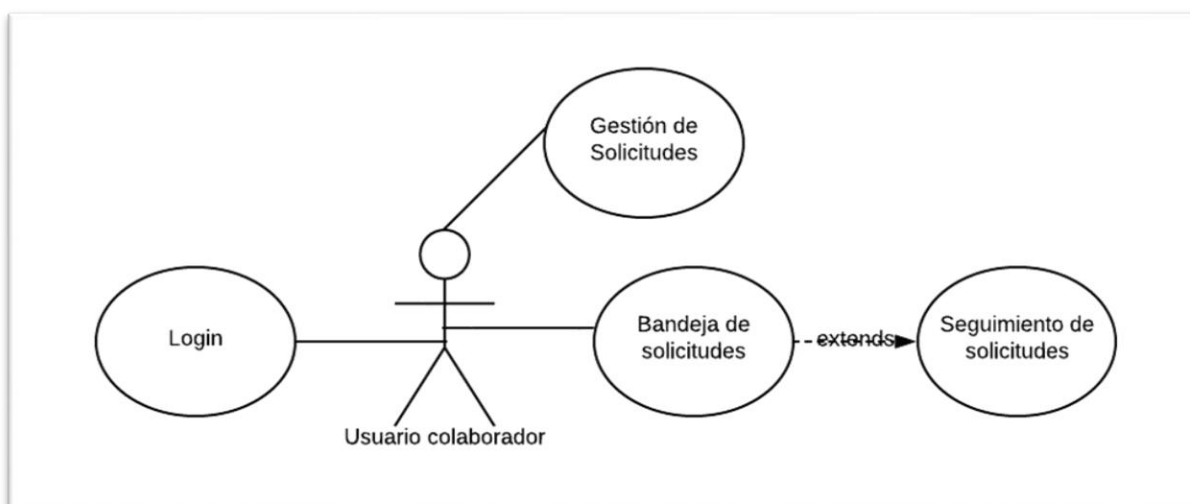 Gestión de
Solicitudes
Login
Bandeja de
solicitudes
extends
Seguimiento de
solicitudes
Usuario colaborador